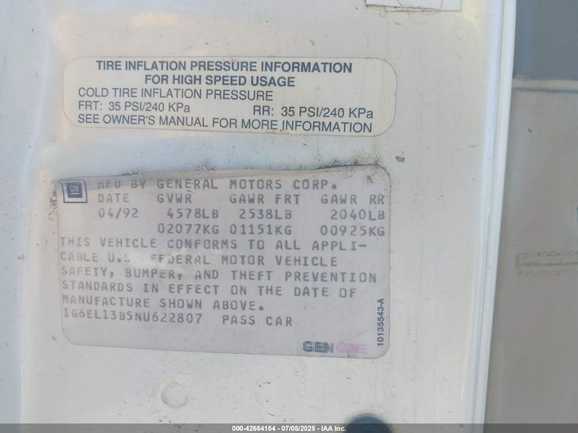 TIRE INFLATION PRESSURE INFORMATION
FOR HIGH SPEED USAGE
COLD TIRE INFLATION PRESSURE
FRT: 35 PSI/240 KPa RR: 35 PSI/240 KPa
SEE OWNER'S MANUAL FOR MORE INFORMATION
GM MFD BY GENERAL MOTORS CORP.
DATE GVWR GAWR FRT GAWR RR
04/92 4578LB 2538LB 2040LB
02077KG 01151KG 00925KG
THIS VEHICLE CONFORMS TO ALL APPLI-
CABLE U.S. FEDERAL MOTOR VEHICLE
SAFETY, BUMPER, AND THEFT PREVENTION
STANDARDS IN EFFECT ON THE DATE OF
MANUFACTURE SHOWN ABOVE.
1G6EL13B5NU622807 PASS CAR
GENUINE
10135543-A
000-42654164 (07/05/2025 - IAA Inc.